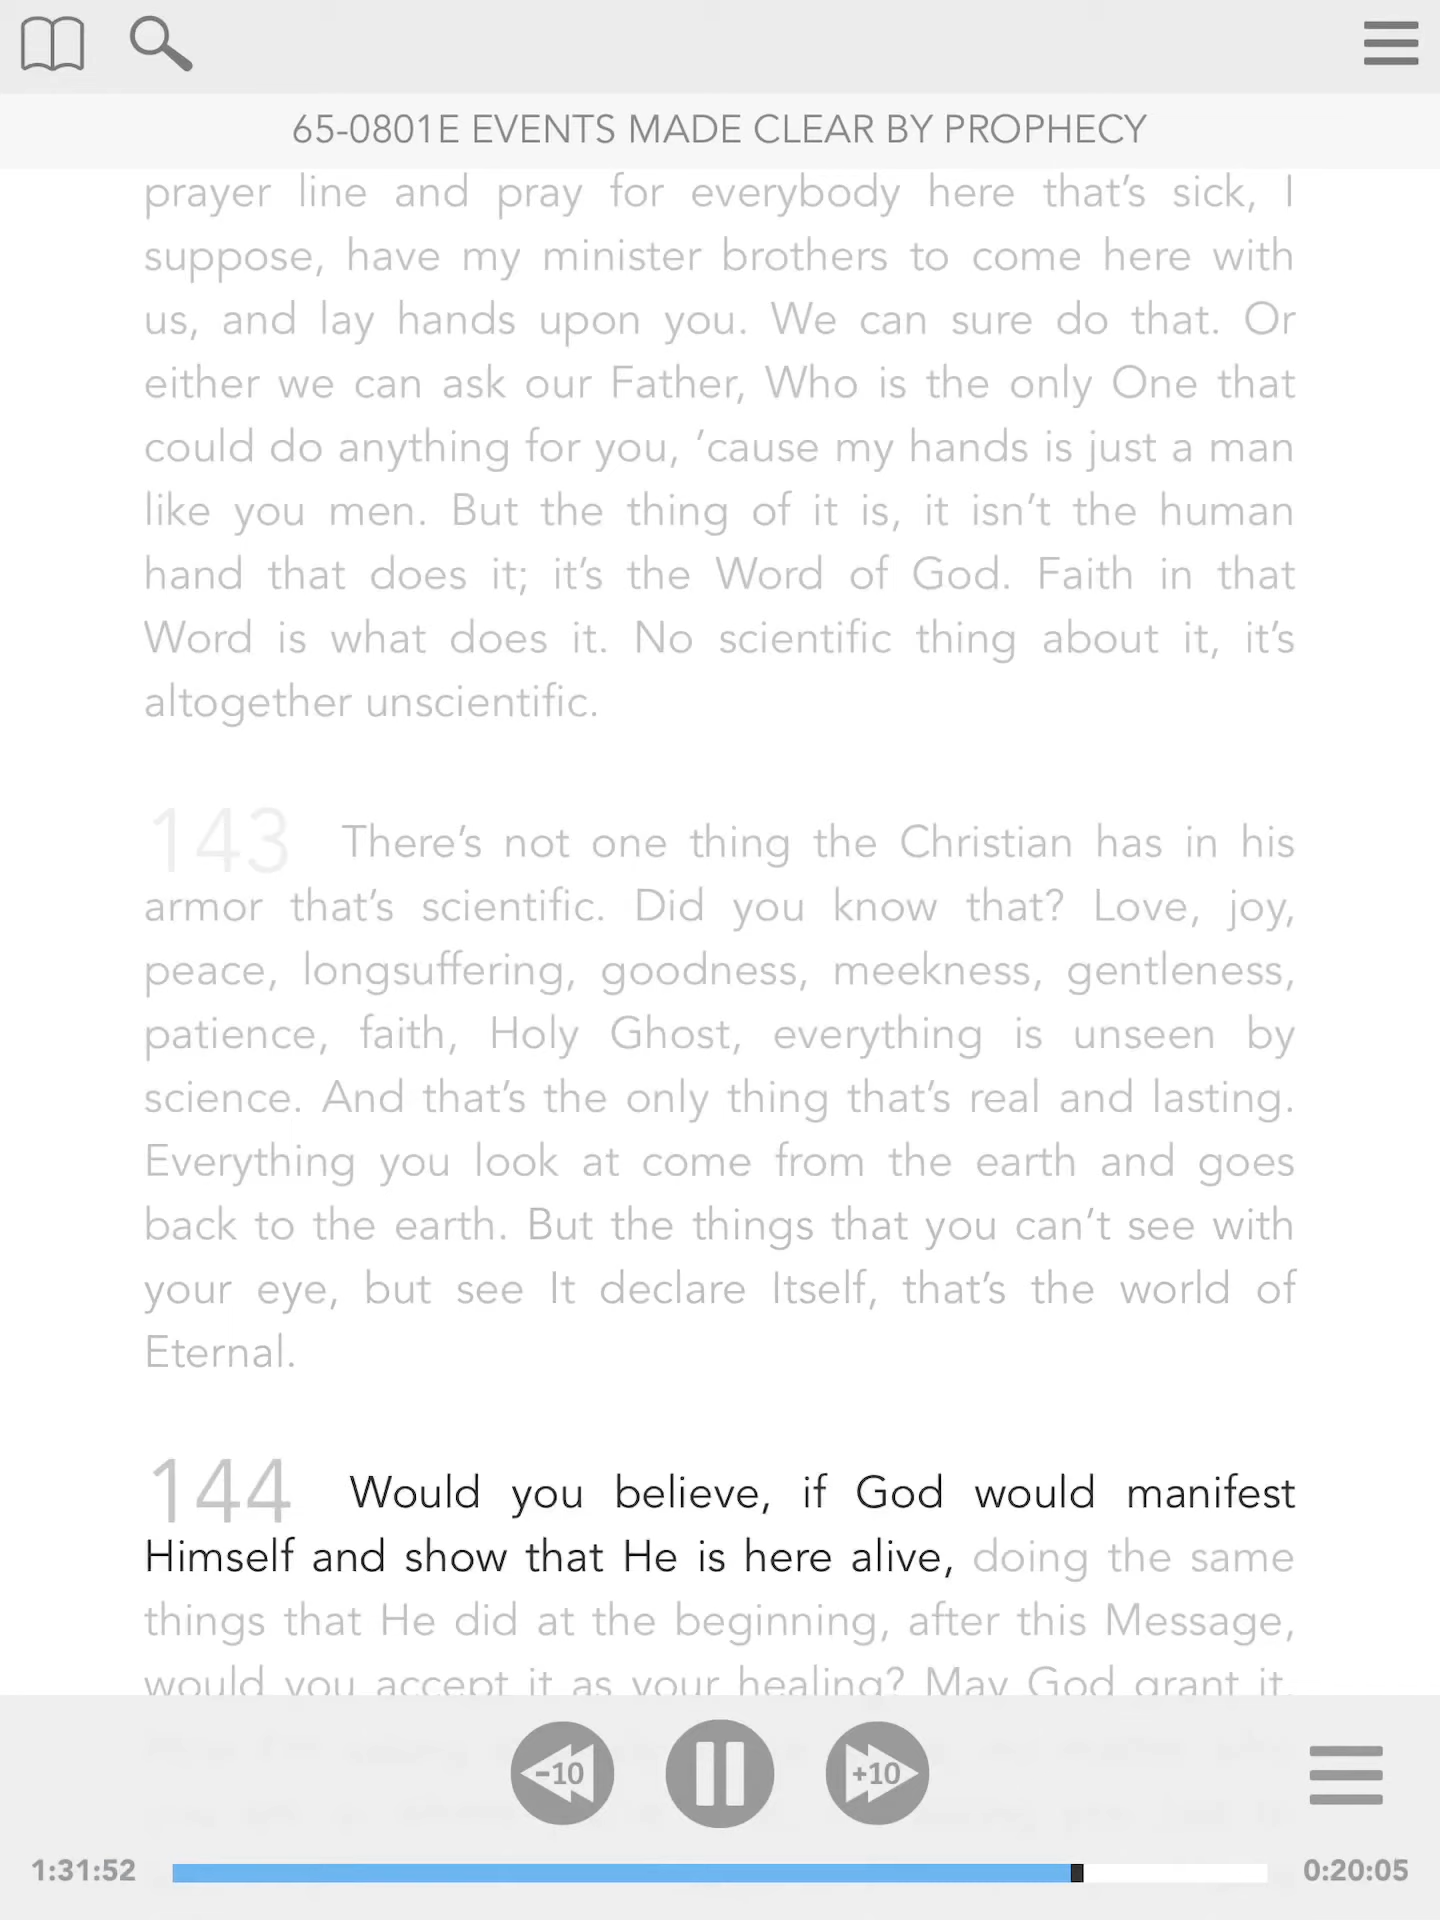 65-0801E EVENTS MADE CLEAR BY PROPHECY
prayer line and pray for everybody here that’s sick, I
suppose, have my minister brothers to come here with
us, and lay hands upon you. We can sure do that. Or
either we can ask our Father, Who is the only One that
could do anything for you, ’cause my hands is just a man
like you men. But the thing of it is, it isn’t the human
hand that does it; it’s the Word of God. Faith in that
Word is what does it. No scientific thing about it, it’s
altogether unscientific.
143 There’s not one thing the Christian has in his
armor that’s scientific. Did you know that? Love, joy,
peace, longsuffering, goodness, meekness, gentleness,
patience, faith, Holy Ghost, everything is unseen by
science. And that’s the only thing that’s real and lasting.
Everything you look at come from the earth and goes
back to the earth. But the things that you can’t see with
your eye, but see It declare Itself, that’s the world of
Eternal.
144 Would you believe, if God would manifest
Himself and show that He is here alive, doing the same
things that He did at the beginning, after this Message,
would you accept it as your healing? May God grant it.
-10 +10
1:31:52 0:20:05